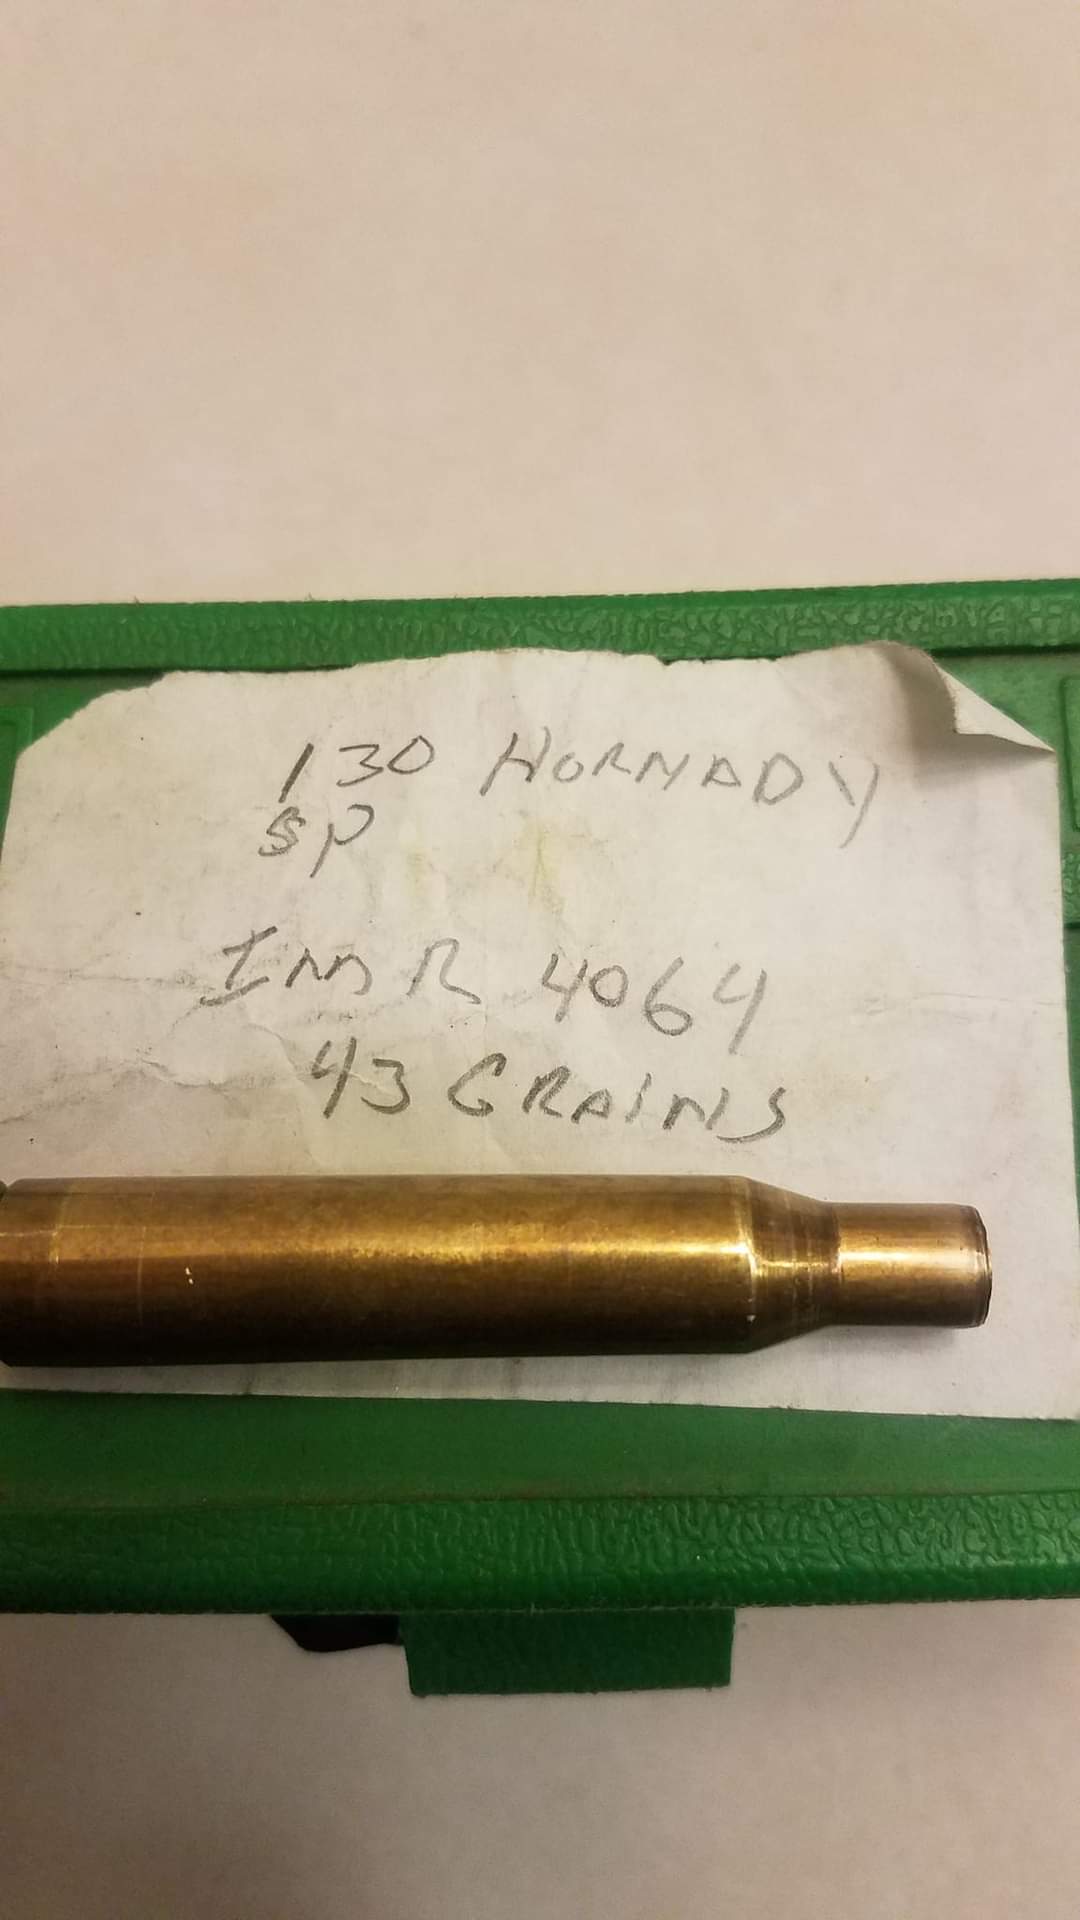 130 HORNADY
SP
IMR 4064
43 GRAINS